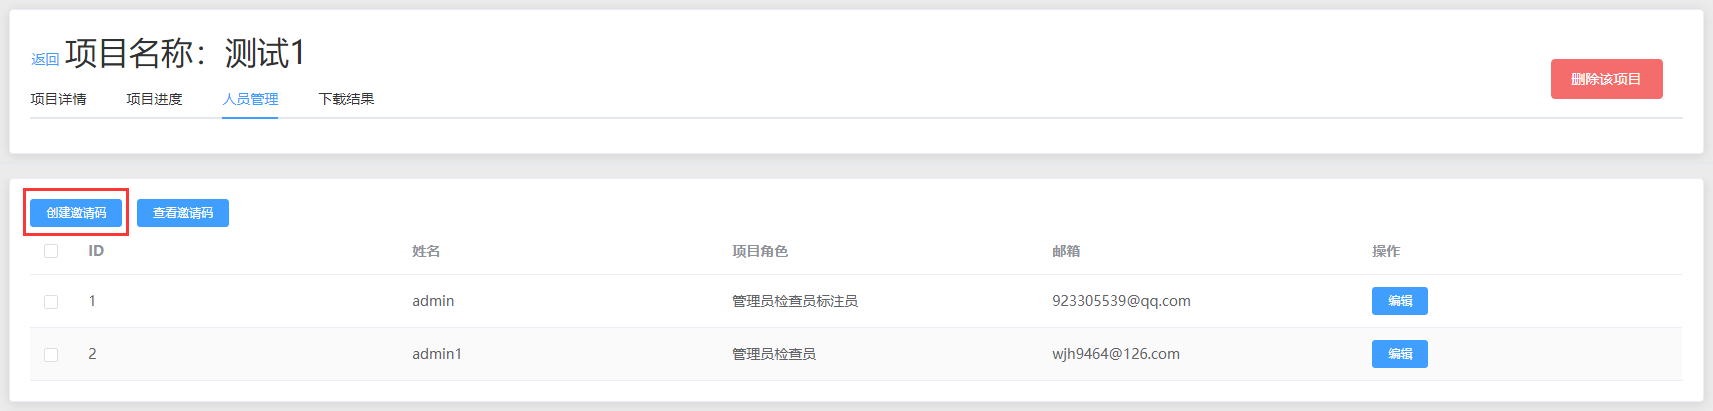 返回 项目名称：测试1
删除该项目
项目详情 项目进度 人员管理 下载结果
创建邀请码 查看邀请码
ID 姓名 项目角色 邮箱 操作
1 admin 管理员检查员标注员 923305539@qq.com 编辑
2 admin1 管理员检查员 wjh9464@126.com 编辑